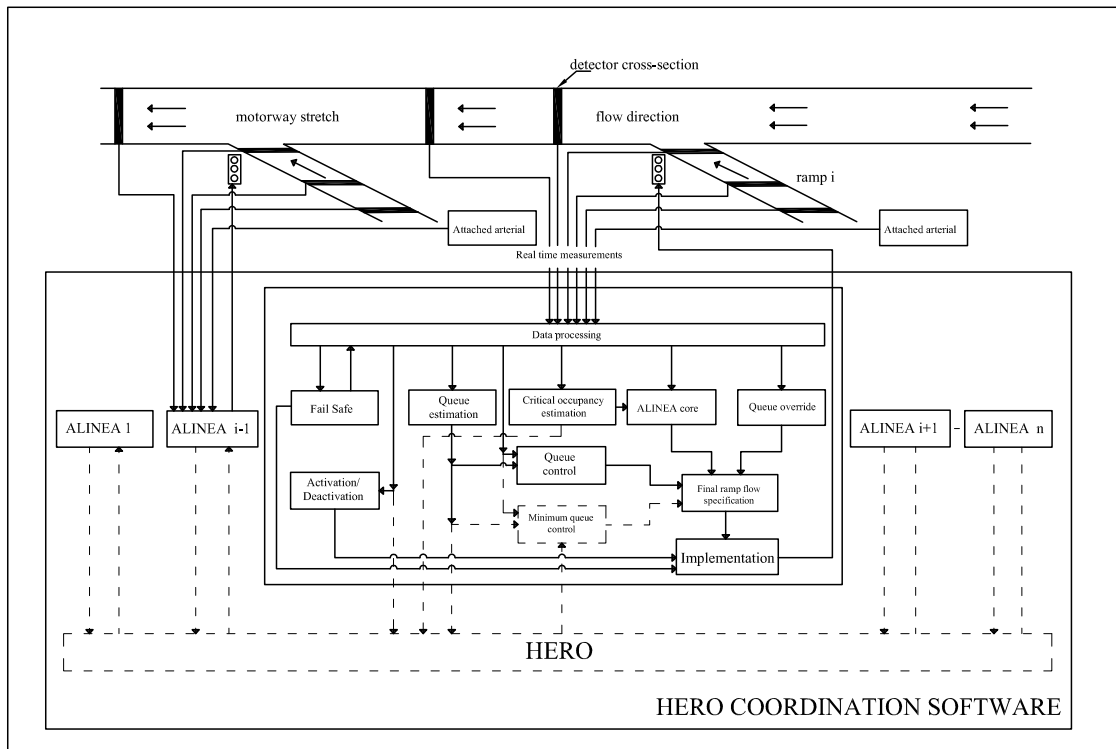 detector cross-section
motorway stretch
flow direction
ramp i
Attached arterial
Attached arterial
Real time measurements
Data processing
Fail Safe
Queue
estimation
Critical occupancy
estimation
ALINEA core
Queue override
ALINEA 1
ALINEA i-1
ALINEA i+1
ALINEA n
Queue
control
Activation/
Deactivation
Final ramp flow
specification
Minimum queue
control
Implementation
HERO
HERO COORDINATION SOFTWARE